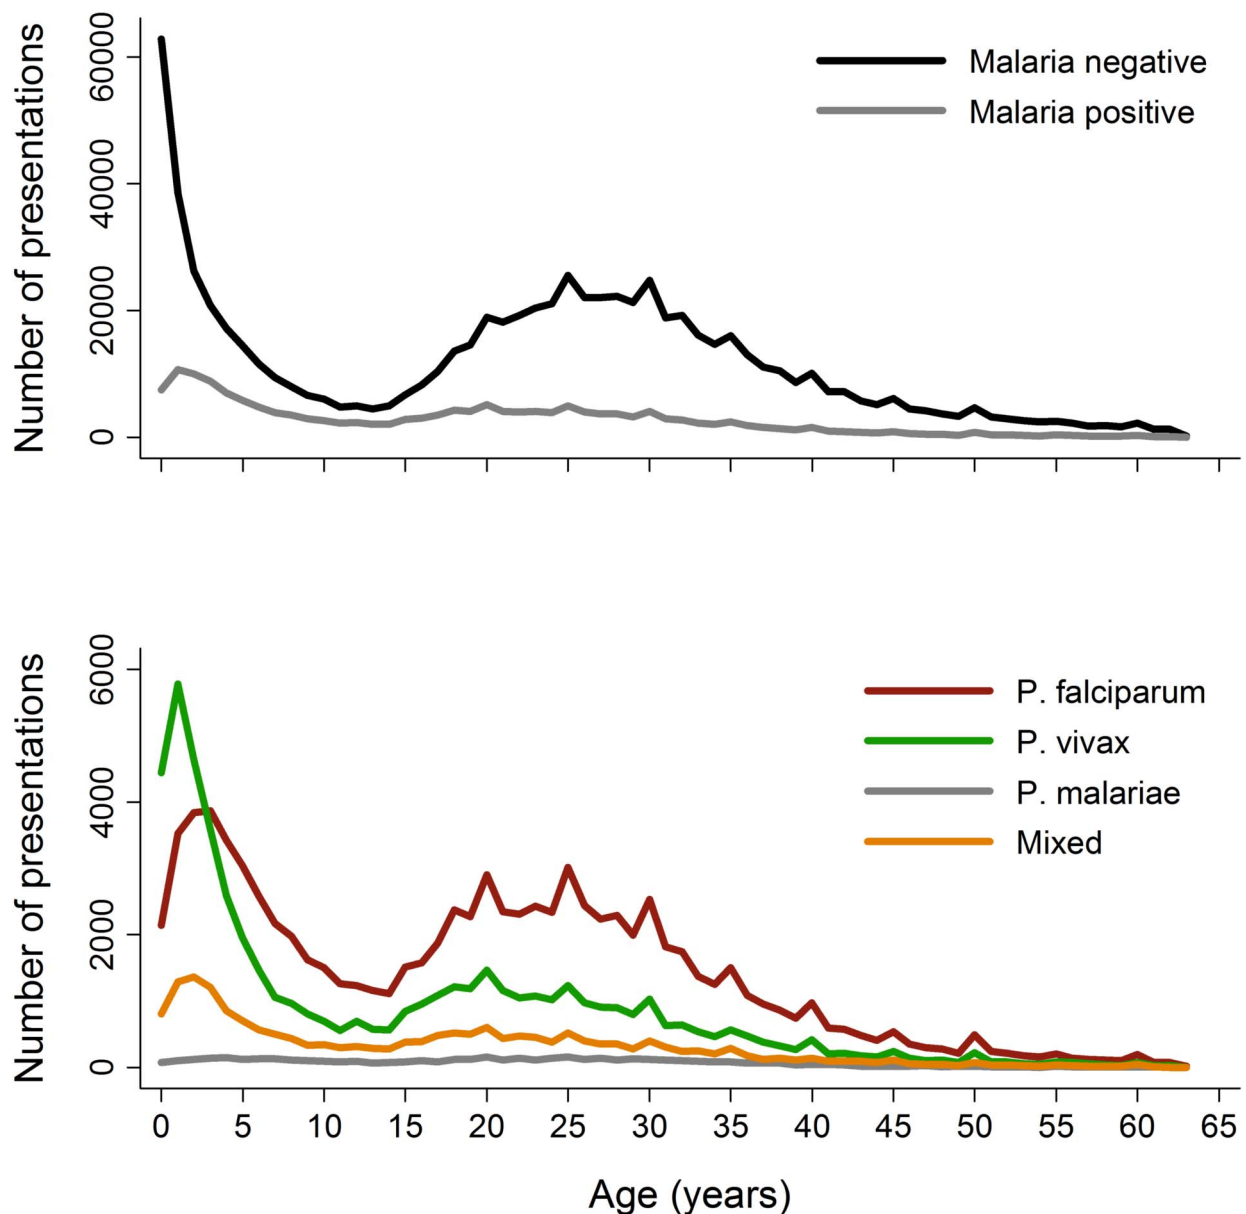 Number of presentations
60000
40000
20000
0
Malaria negative
Malaria positive
Number of presentations
6000
4000
2000
0
P. falciparum
P. vivax
P. malariae
Mixed
0 5 10 15 20 25 30 35 40 45 50 55 60 65
Age (years)